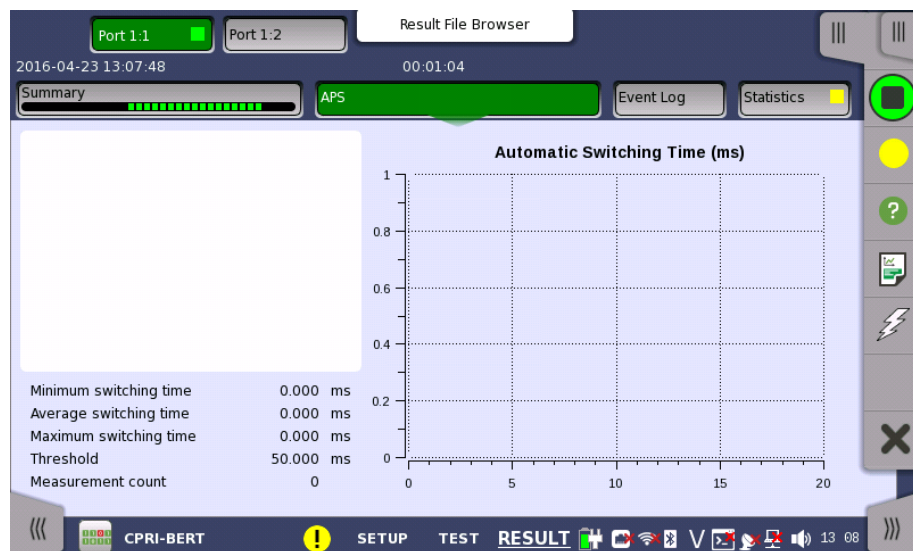 Result File Browser
Port 1:1
Port 1:2
2016-04-23 13:07:48
00:01:04
Summary
APS
Event Log
Statistics
Automatic Switching Time (ms)
1
0.8
0.6
0.4
0.2
0
0 5 10 15 20
Minimum switching time 0.000 ms
Average switching time 0.000 ms
Maximum switching time 0.000 ms
Threshold 50.000 ms
Measurement count 0
CPRI-BERT
SETUP TEST RESULT
V
13 08